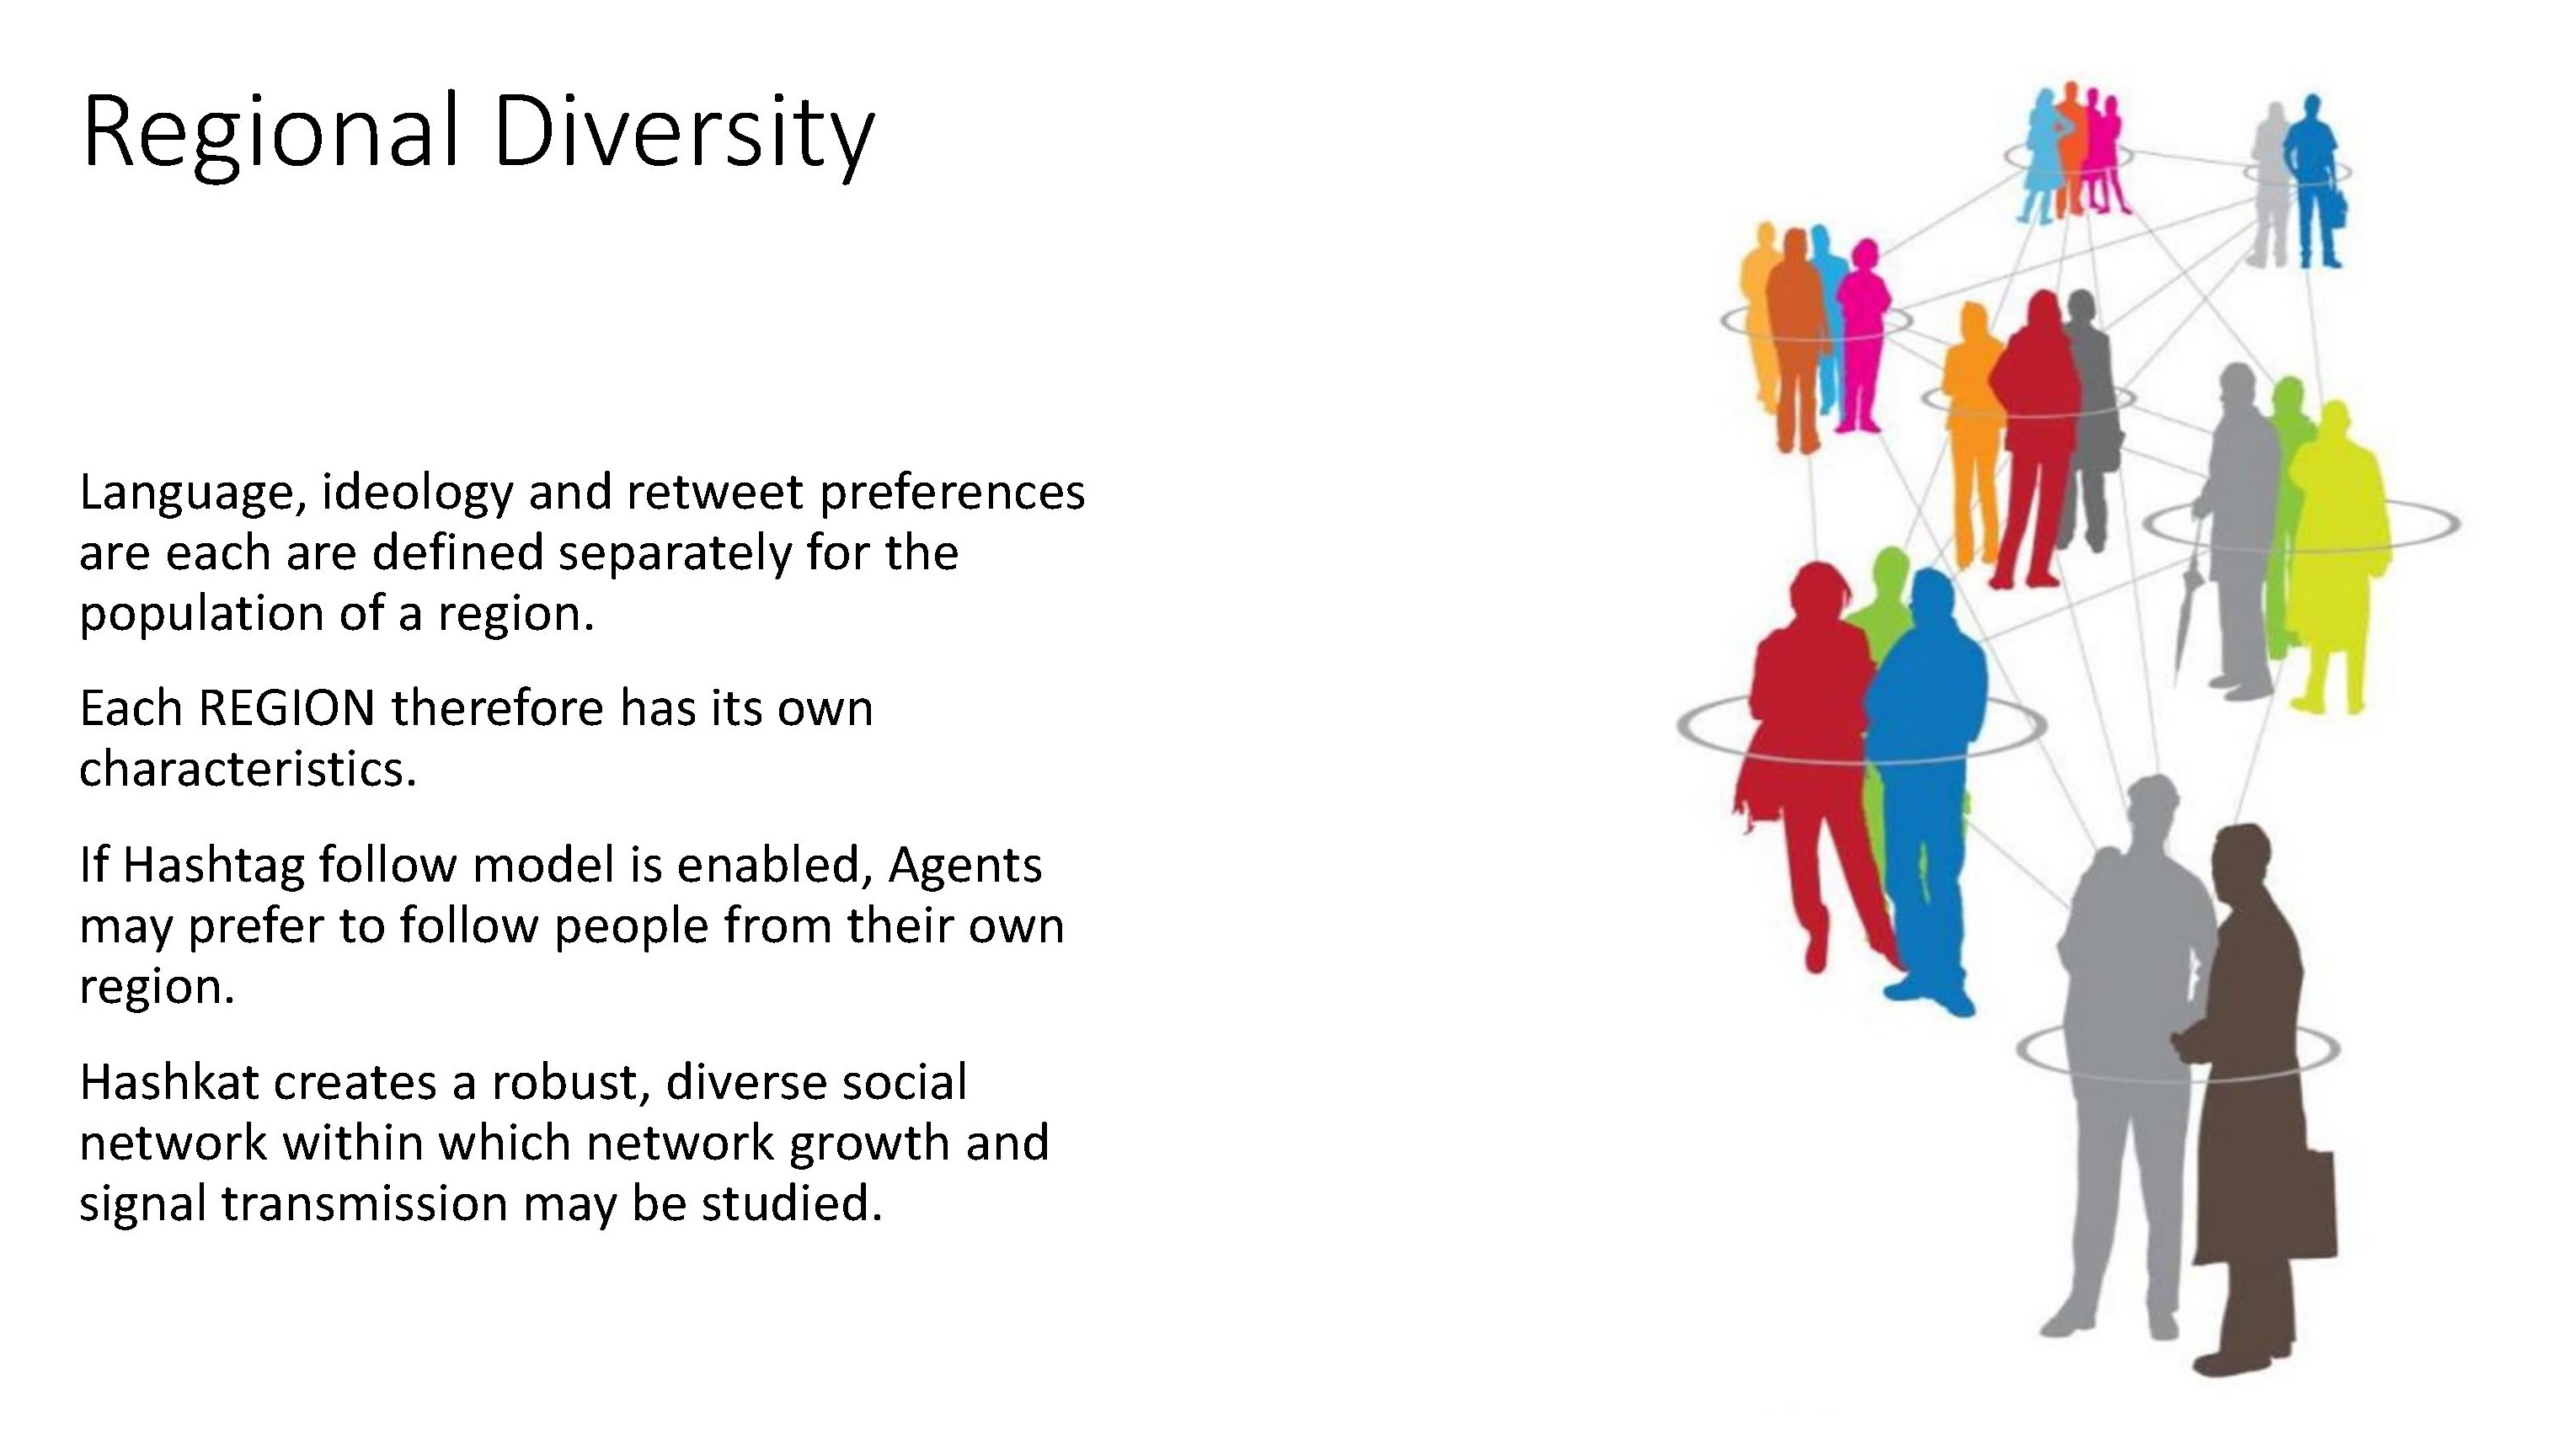 Regional Diversity
Language, ideology and retweet preferences
are each are defined separately for the
population of a region.
Each REGION therefore has its own
characteristics.
If Hashtag follow model is enabled, Agents
may prefer to follow people from their own
region.
Hashkat creates a robust, diverse social
network within which network growth and
signal transmission may be studied.